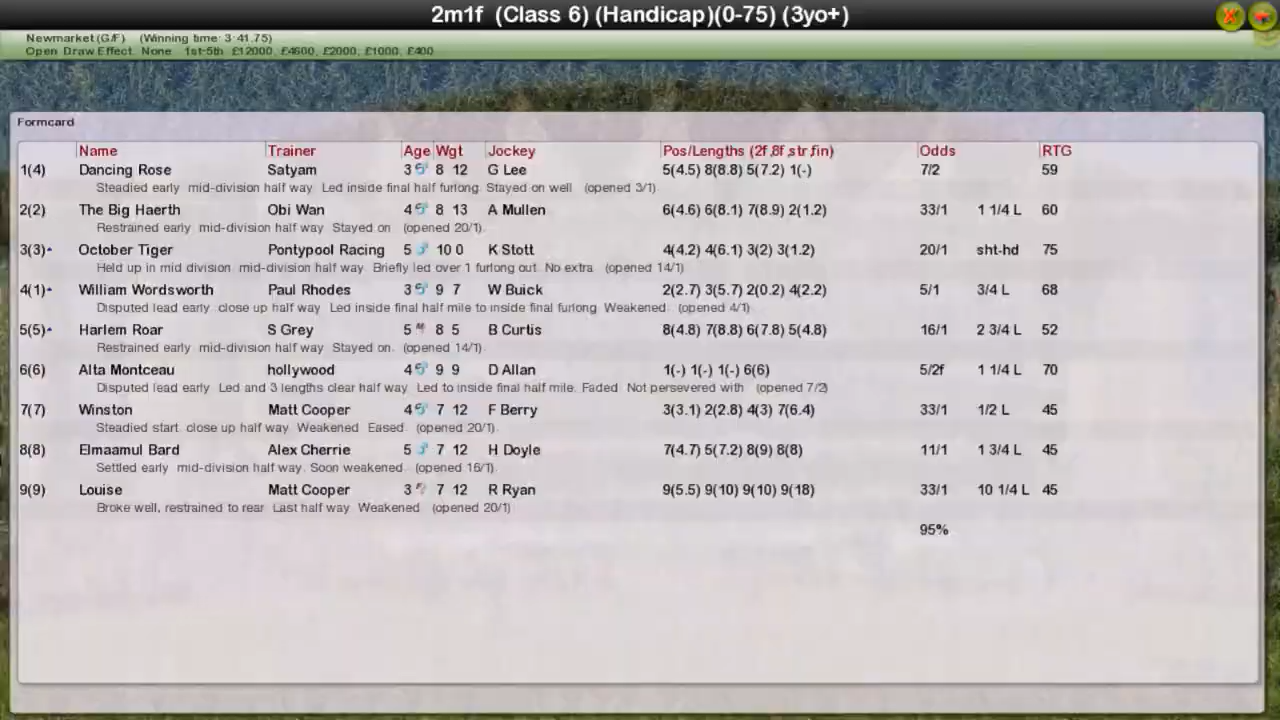 2m1f (Class 6) (Handicap)(0-75) (3yo+)
Newmarket(G/F) (Winning time: 3:41.75)
Open Draw Effect. None 1st-5th £12000, £4600, £2000, £1000, £400
Formcard
Name Trainer Age Wgt Jockey Pos/Lengths (2f,8f,str,fin) Odds RTG
1(4) Dancing Rose Satyam 3 8 12 G Lee 5(4.5) 8(8.8) 5(7.2) 1(-) 7/2 59
Steadied early mid-division half way Led inside final half furlong. Stayed on well (opened 3/1)
2(2) The Big Haerth Obi Wan 4 8 13 A Mullen 6(4.6) 6(8.1) 7(8.9) 2(1.2) 33/1 1 1/4 L 60
Restrained early mid-division half way Stayed on (opened 20/1)
3(3) October Tiger Pontypool Racing 5 10 0 K Stott 4(4.2) 4(6.1) 3(2) 3(1.2) 20/1 sht-hd 75
Held up in mid division mid-division half way Briefly led over 1 furlong out. No extra (opened 14/1)
4(1) William Wordsworth Paul Rhodes 3 9 7 W Buick 2(2.7) 3(5.7) 2(0.2) 4(2.2) 5/1 3/4 L 68
Disputed lead early close up half way Led inside final half mile to inside final furlong Weakened (opened 4/1)
5(5) Harlem Roar S Grey 5 8 5 B Curtis 8(4.8) 7(8.8) 6(7.8) 5(4.8) 16/1 2 3/4 L 52
Restrained early mid-division half way Stayed on (opened 14/1)
6(6) Alta Montceau hollywood 4 9 9 D Allan 1(-) 1(-) 1(-) 6(6) 5/2f 1 1/4 L 70
Disputed lead early Led and 3 lengths clear half way. Led to inside final half mile. Faded Not persevered with (opened 7/2)
7(7) Winston Matt Cooper 4 7 12 F Berry 3(3.1) 2(2.8) 4(3) 7(6.4) 33/1 1/2 L 45
Steadied start close up half way Weakened Eased (opened 20/1)
8(8) Elmaamul Bard Alex Cherrie 5 7 12 H Doyle 7(4.7) 5(7.2) 8(9) 8(8) 11/1 1 3/4 L 45
Settled early mid-division half way. Soon weakened (opened 16/1)
9(9) Louise Matt Cooper 3 7 12 R Ryan 9(5.5) 9(10) 9(10) 9(18) 33/1 10 1/4 L 45
Broke well, restrained to rear Last half way Weakened (opened 20/1)
95%